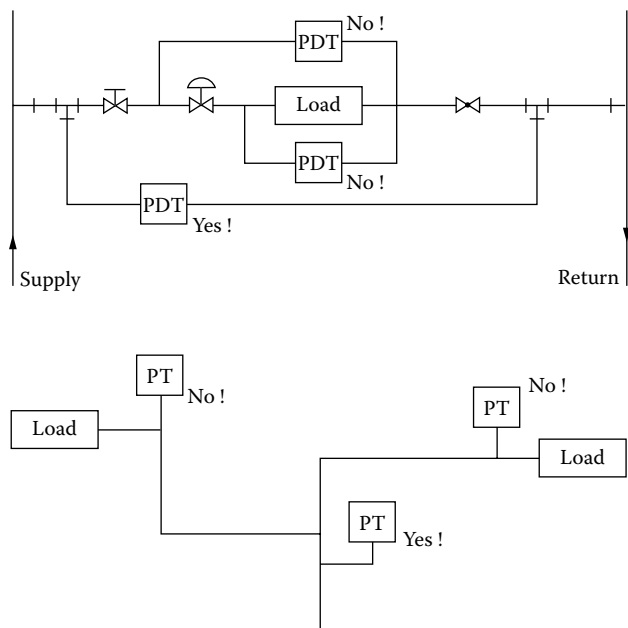 No !
PDT
Load
PDT
No !
PDT
Yes !
Supply
Return
PT
No !
Load
No !
PT
Load
PT
Yes !